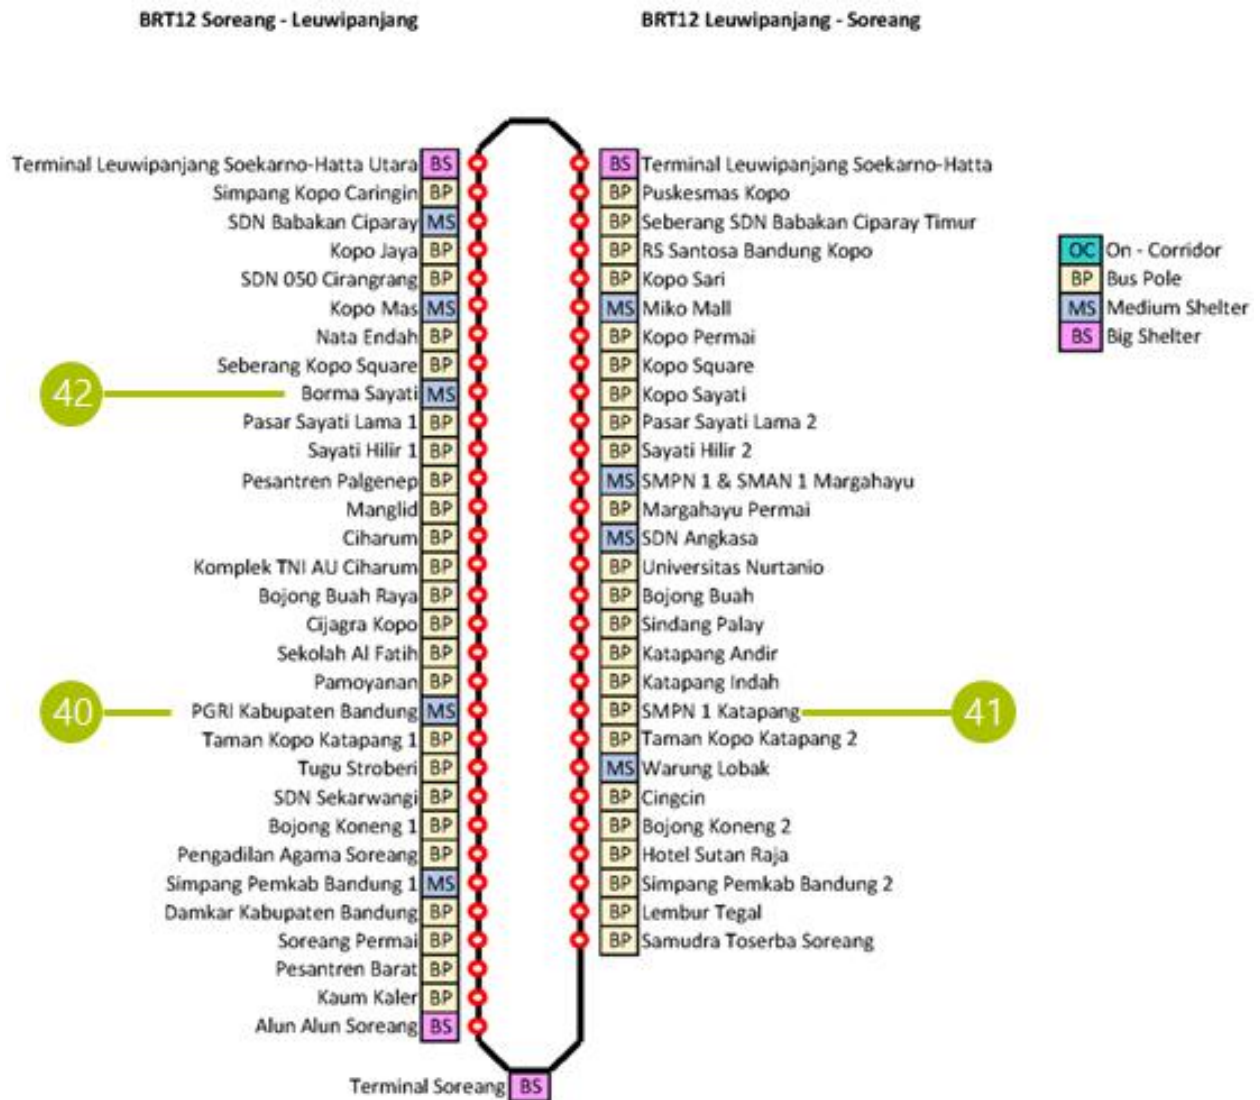 BRT12 Soreang - Leuwipanjang
BRT12 Leuwipanjang - Soreang
Terminal Leuwipanjang Soekarno-Hatta Utara BS
Simpang Kopo Caringin BP
SDN Babakan Ciparay MS
Kopo Jaya BP
SDN 050 Cirangrang BP
Kopo Mas MS
Nata Endah BP
Seberang Kopo Square BP
42 Borma Sayati MS
Pasar Sayati Lama 1 BP
Sayati Hilir 1 BP
Pesantren Palgenep BP
Manglid BP
Ciharum BP
Komplek TNI AU Ciharum BP
Bojong Buah Raya BP
Cijagra Kopo BP
Sekolah Al Fatih BP
Pamoyanan BP
40 PGRI Kabupaten Bandung MS
Taman Kopo Katapang 1 BP
Tugu Stroberi BP
SDN Sekarwangi BP
Bojong Koneng 1 BP
Pengadilan Agama Soreang BP
Simpang Pemkab Bandung 1 MS
Damkar Kabupaten Bandung BP
Soreang Permai BP
Pesantren Barat BP
Kaum Kaler BP
Alun Alun Soreang BS
Terminal Soreang BS
BS Terminal Leuwipanjang Soekarno-Hatta
BP Puskesmas Kopo
BP Seberang SDN Babakan Ciparay Timur
BP RS Santosa Bandung Kopo
BP Kopo Sari
MS Miko Mall
BP Kopo Permai
BP Kopo Square
BP Kopo Sayati
BP Pasar Sayati Lama 2
BP Sayati Hilir 2
MS SMPN 1 & SMAN 1 Margahayu
BP Margahayu Permai
MS SDN Angkasa
BP Universitas Nurtanio
BP Bojong Buah
BP Sindang Palay
BP Katapang Andir
BP Katapang Indah
BP SMPN 1 Katapang 41
BP Taman Kopo Katapang 2
MS Warung Lobak
BP Cingcin
BP Bojong Koneng 2
BP Hotel Sutan Raja
BP Simpang Pemkab Bandung 2
BP Lembur Tegal
BP Samudra Toserba Soreang
OC On - Corridor
BP Bus Pole
MS Medium Shelter
BS Big Shelter